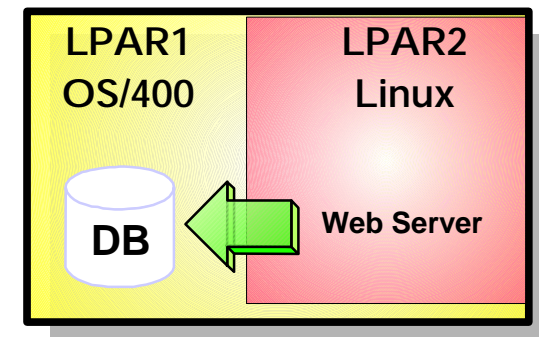 LPAR1
OS/400
DB
LPAR2
Linux
Web Server